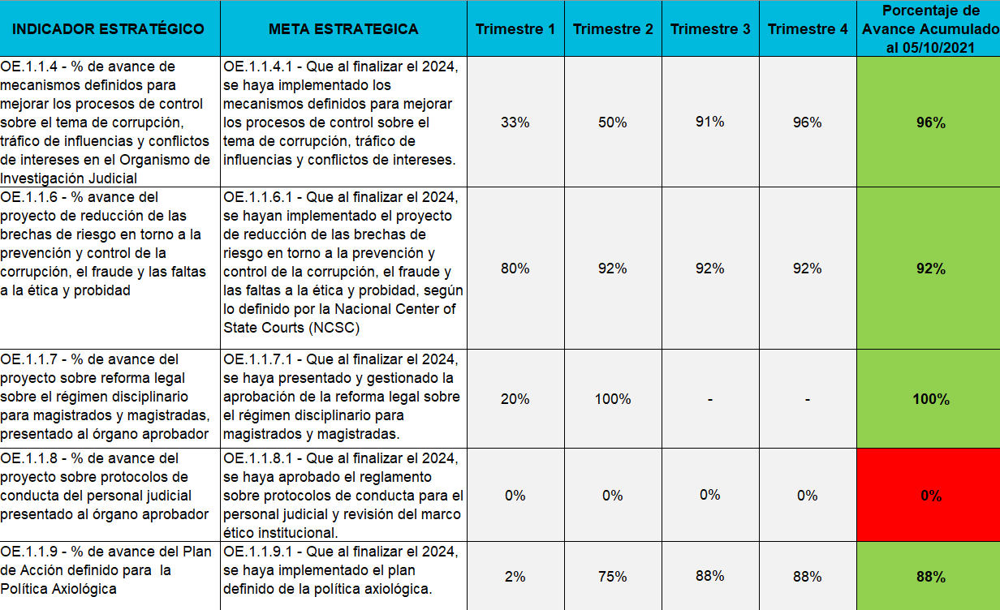 INDICADOR ESTRATÉGICO
META ESTRATEGICA
Trimestre 1
Trimestre 2
Trimestre 3
Trimestre 4
Porcentaje de
Avance Acumulado
al 05/10/2021
OE.1.1.4 - % de avance de
mecanismos definidos para
mejorar los procesos de control
sobre el tema de corrupción,
tráfico de influencias y conflictos
de intereses en el Organismo de
Investigación Judicial
OE.1.1.4.1 - Que al finalizar el 2024,
se haya implementado los
mecanismos definidos para mejorar
los procesos de control sobre el
tema de corrupción, tráfico de
influencias y conflictos de intereses.
33%
50%
91%
96%
96%
OE.1.1.6 - % avance del
proyecto de reducción de las
brechas de riesgo en torno a la
prevención y control de la
corrupción, el fraude y las faltas
a la ética y probidad
OE.1.1.6.1 - Que al finalizar el 2024,
se hayan implementado el proyecto
de reducción de las brechas de
riesgo en torno a la prevención y
control de la corrupción, el fraude y
las faltas a la ética y probidad, según
lo definido por la Nacional Center of
State Courts (NCSC)
80%
92%
92%
92%
92%
OE.1.1.7 - % de avance del
proyecto sobre reforma legal
sobre el régimen disciplinario
para magistrados y magistradas,
presentado al órgano aprobador
OE.1.1.7.1 - Que al finalizar el 2024,
se haya presentado y gestionado la
aprobación de la reforma legal sobre
el régimen disciplinario para
magistrados y magistradas.
20%
100%
-
-
100%
OE.1.1.8 - % de avance del
proyecto sobre protocolos de
conducta del personal judicial
presentado al órgano aprobador
OE.1.1.8.1 - Que al finalizar el 2024,
se haya aprobado el reglamento
sobre protocolos de conducta para el
personal judicial y revisión del marco
ético institucional.
0%
0%
0%
0%
0%
OE.1.1.9 - % de avance del Plan
de Acción definido para  la
Política Axiológica
OE.1.1.9.1 - Que al finalizar el 2024,
se haya implementado el plan
definido de la política axiológica.
2%
75%
88%
88%
88%